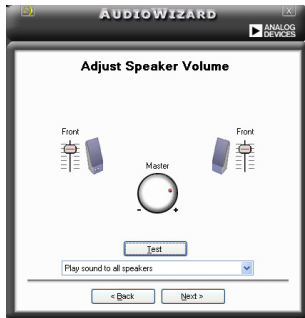 AUDIOWIZARD
ANALOG
DEVICES
Adjust Speaker Volume
Front
Front
Master
- +
Test
Play sound to all speakers
< Back
Next >